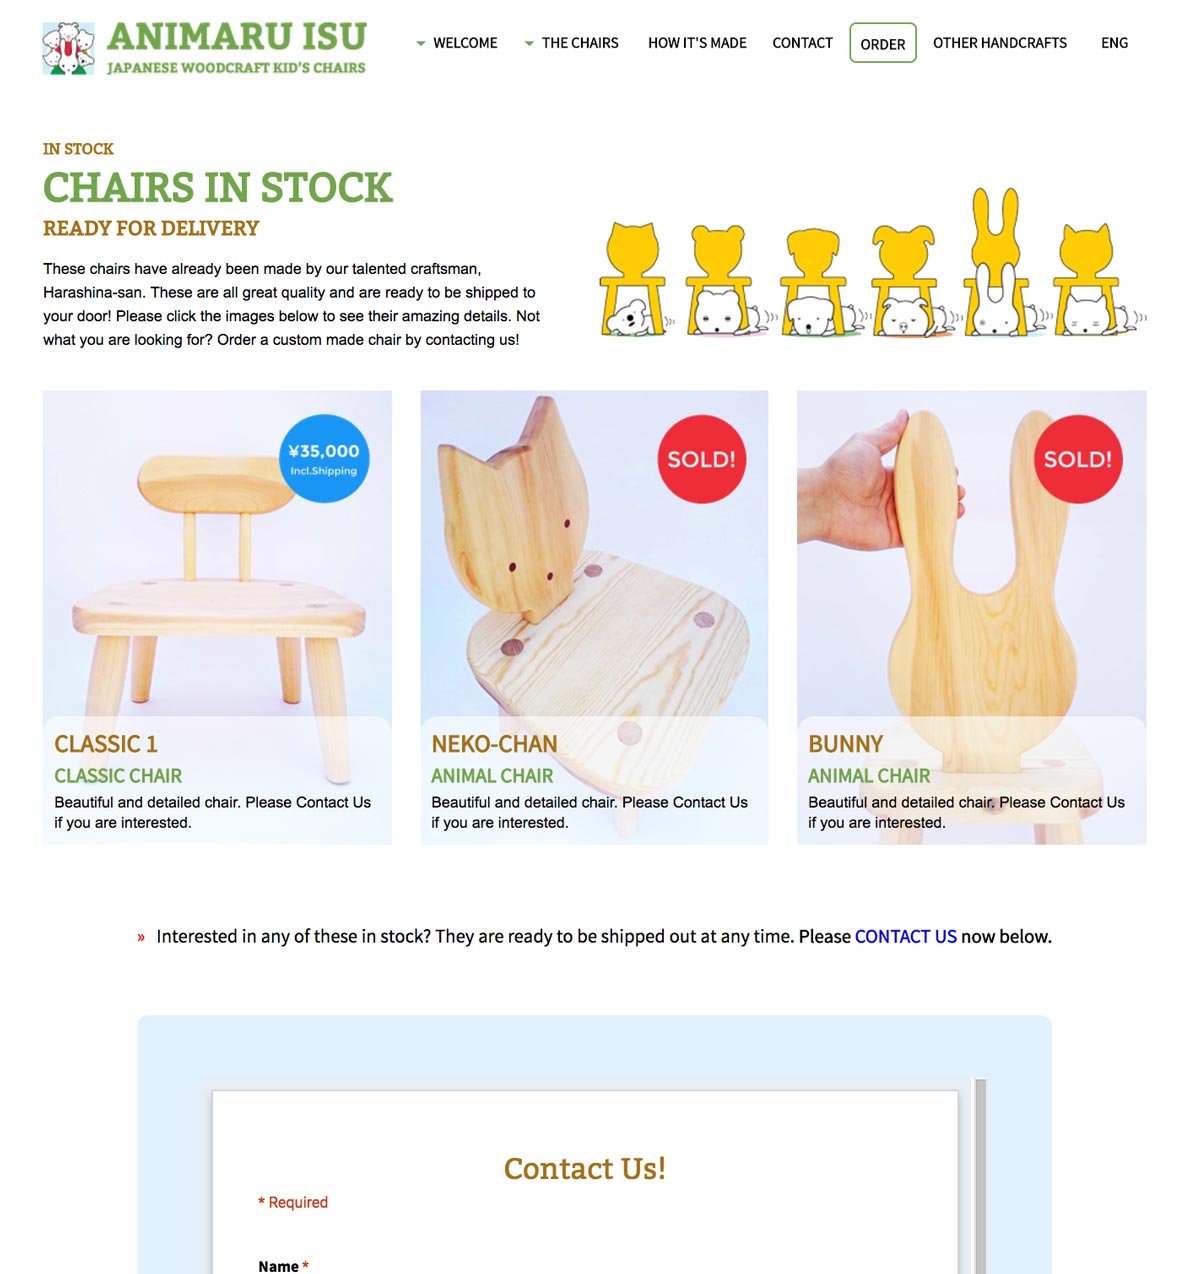 ANIMARU ISU
JAPANESE WOODCRAFT KID'S CHAIRS
WELCOME
THE CHAIRS
HOW IT'S MADE
CONTACT
ORDER
OTHER HANDCRAFTS
ENG
IN STOCK
CHAIRS IN STOCK
READY FOR DELIVERY
These chairs have already been made by our talented craftsman,
Harashina-san. These are all great quality and are ready to be shipped to
your door! Please click the images below to see their amazing details. Not
what you are looking for? Order a custom made chair by contacting us!
¥35,000
Incl.Shipping
CLASSIC 1
CLASSIC CHAIR
Beautiful and detailed chair. Please Contact Us
if you are interested.
SOLD!
NEKO-CHAN
ANIMAL CHAIR
Beautiful and detailed chair. Please Contact Us
if you are interested.
SOLD!
BUNNY
ANIMAL CHAIR
Beautiful and detailed chair. Please Contact Us
if you are interested.
» Interested in any of these in stock? They are ready to be shipped out at any time. Please CONTACT US now below.
Contact Us!
* Required
Name *